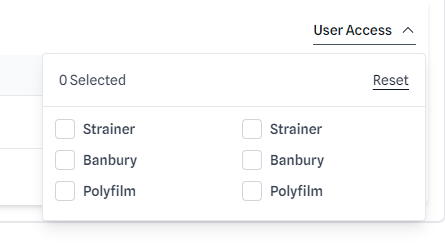 User Access
0 Selected Reset
Strainer Strainer
Banbury Banbury
Polyfilm Polyfilm